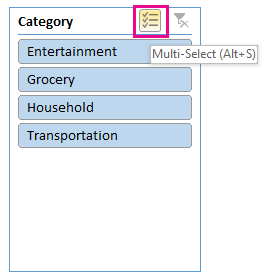 Category
Multi-Select (Alt+S)
Entertainment
Grocery
Household
Transportation